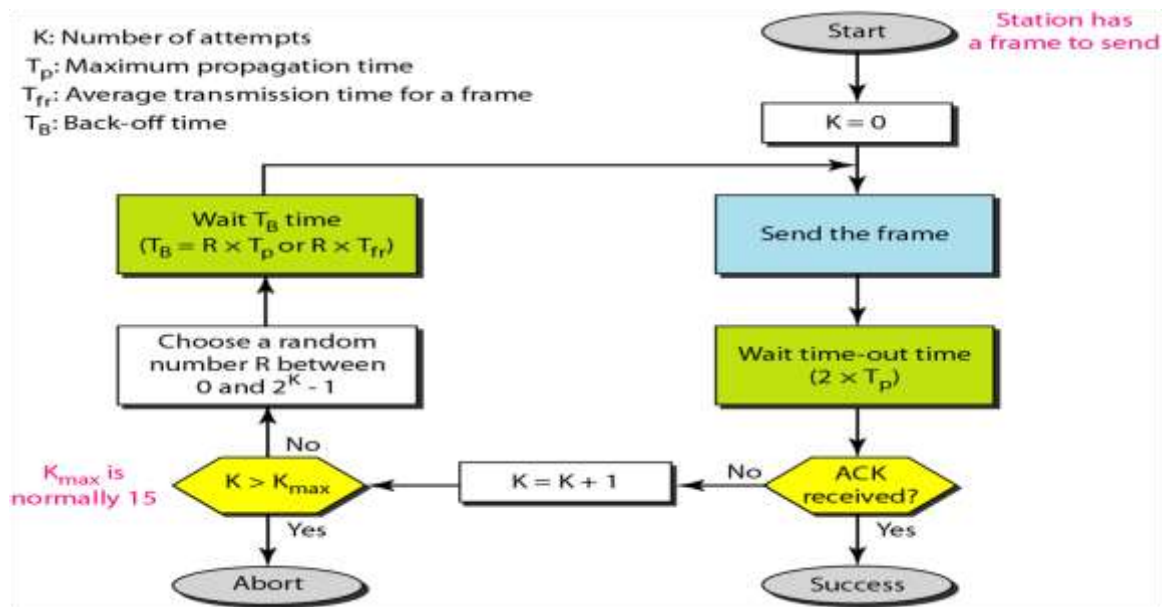 K: Number of attempts
Tp: Maximum propagation time
Tfr: Average transmission time for a frame
TB: Back-off time
Start
Station has
a frame to send
K = 0
Wait TB time
(TB = R × Tp or R × Tfr)
Send the frame
Choose a random
number R between
0 and 2^K - 1
Wait time-out time
(2 × Tp)
No
Kmax is
normally 15
K > Kmax
K = K + 1
No
ACK
received?
Yes
Yes
Abort
Success